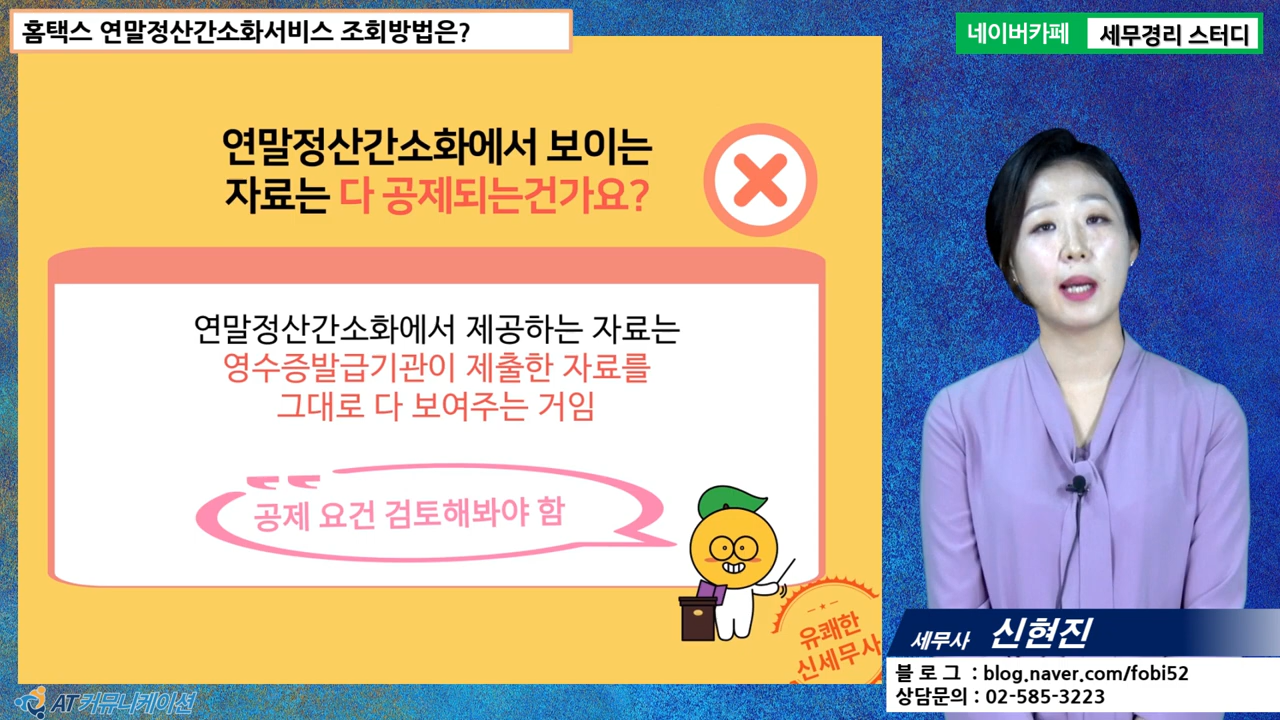 홈택스 연말정산간소화서비스 조회방법은?
네이버카페 세무경리 스터디
연말정산간소화에서 보이는
자료는 다 공제되는건가요?
연말정산간소화에서 제공하는 자료는
영수증발급기관이 제출한 자료를
그대로 다 보여주는 거임
공제 요건 검토해봐야 함
유쾌한
신세무사
세무사 신현진
블로그 : blog.naver.com/fobi52
상담문의 : 02-585-3223
AT커뮤니케이션